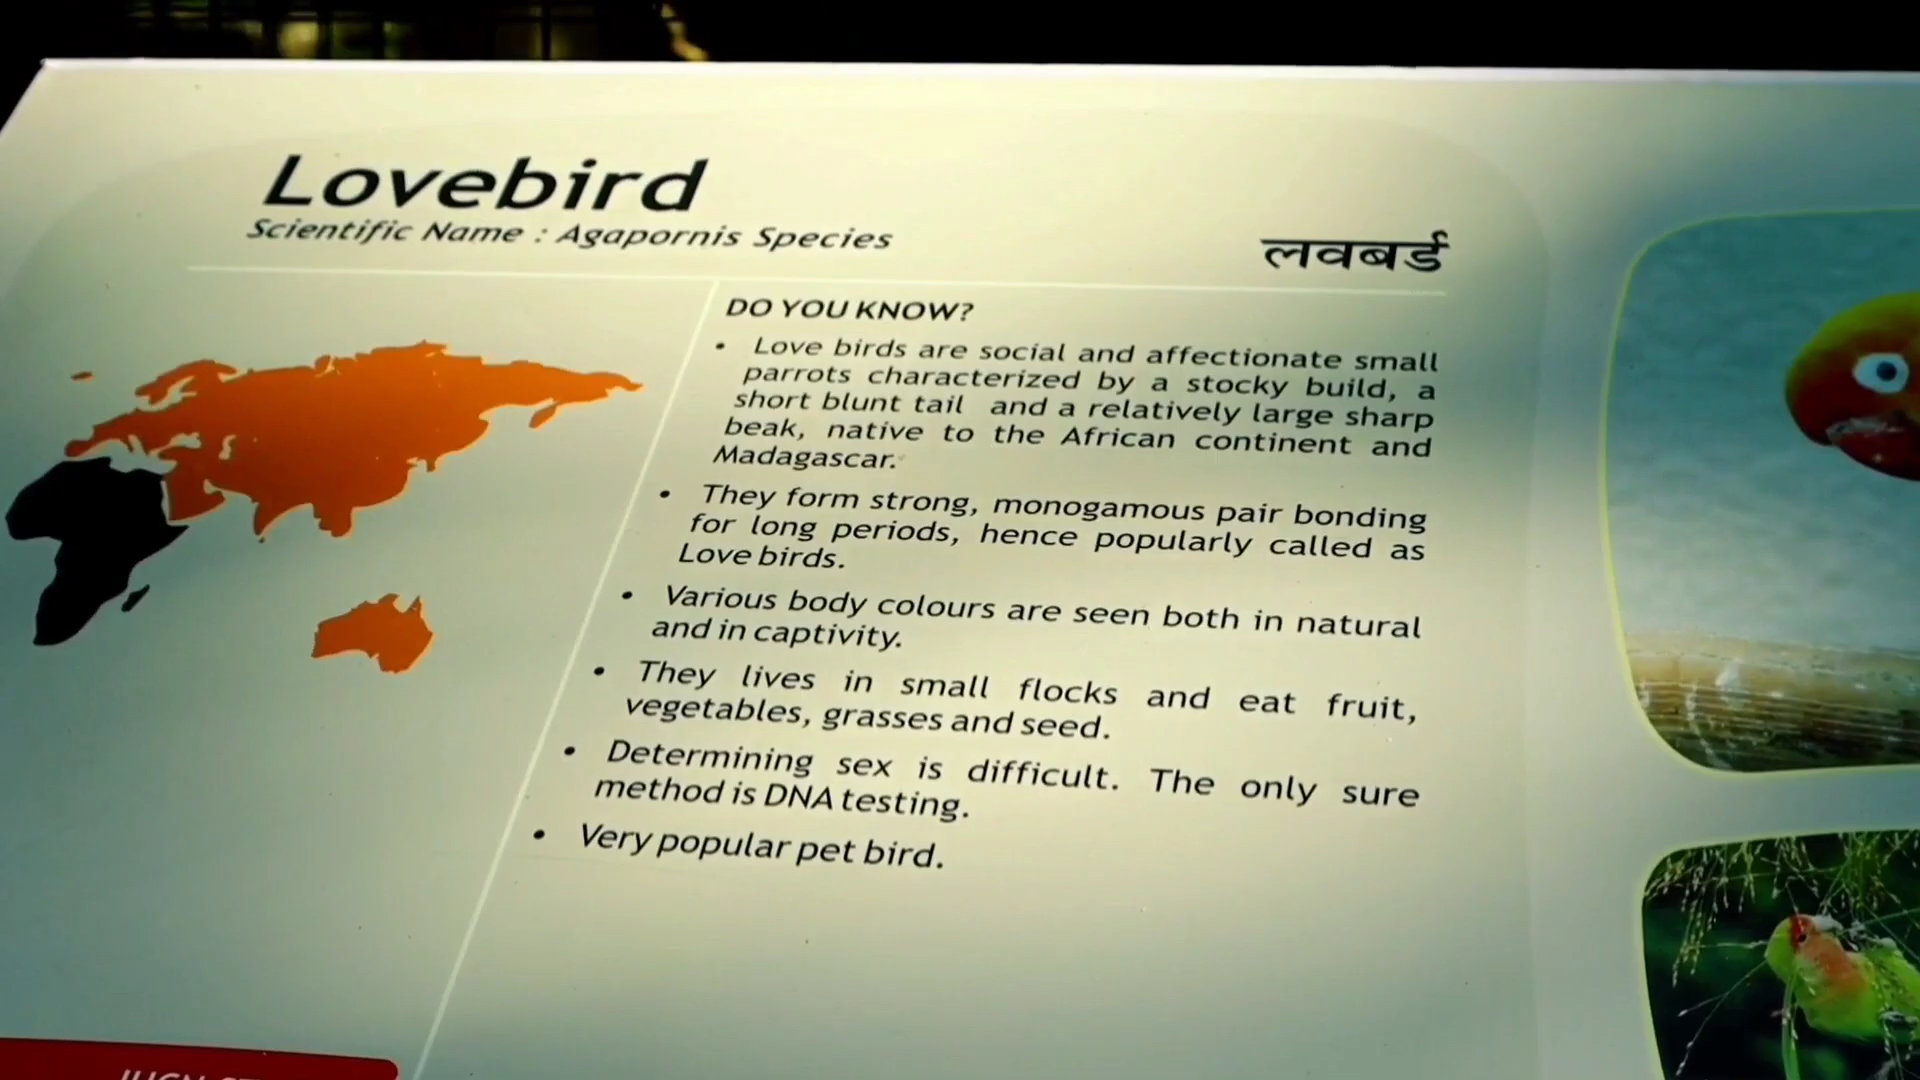 Lovebird
Scientific Name : Agapornis Species
लवबर्ड
DO YOU KNOW?
• Love birds are social and affectionate small
parrots characterized by a stocky build, a
short blunt tail and a relatively large sharp
beak, native to the African continent and
Madagascar.
• They form strong, monogamous pair bonding
for long periods, hence popularly called as
Love birds.
• Various body colours are seen both in natural
and in captivity.
• They lives in small flocks and eat fruit,
vegetables, grasses and seed.
• Determining sex is difficult. The only sure
method is DNA testing.
• Very popular pet bird.